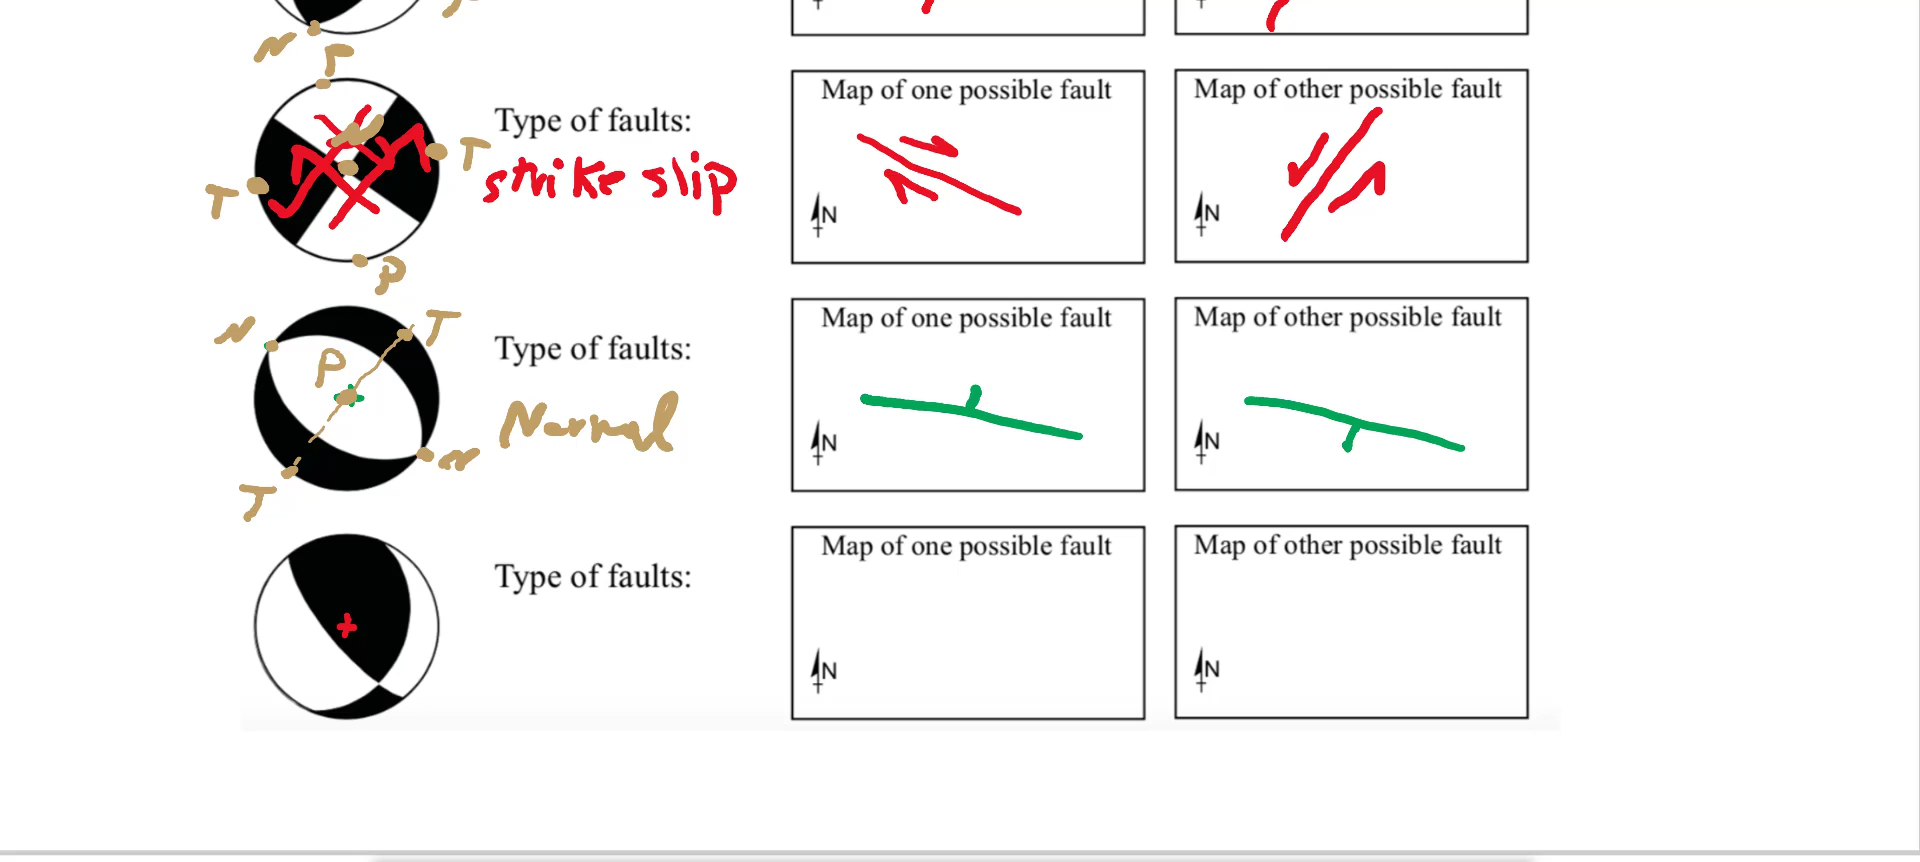 N
P
Map of one possible fault
Map of other possible fault
Type of faults:
N
T
T
strike slip
N
N
P
Map of one possible fault
Map of other possible fault
N
T
P
Type of faults:
Normal
N
N
N
T
Map of one possible fault
Map of other possible fault
Type of faults:
N
N